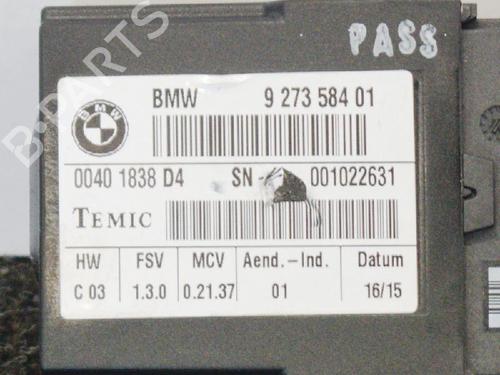 PASS
BMW 9 273 584 01
0040 1838 D4 SN 001022631
TEMIC
HW FSV MCV Aend.-Ind. Datum
C 03 1.3.0 0.21.37 01 16/15
B-PARTS